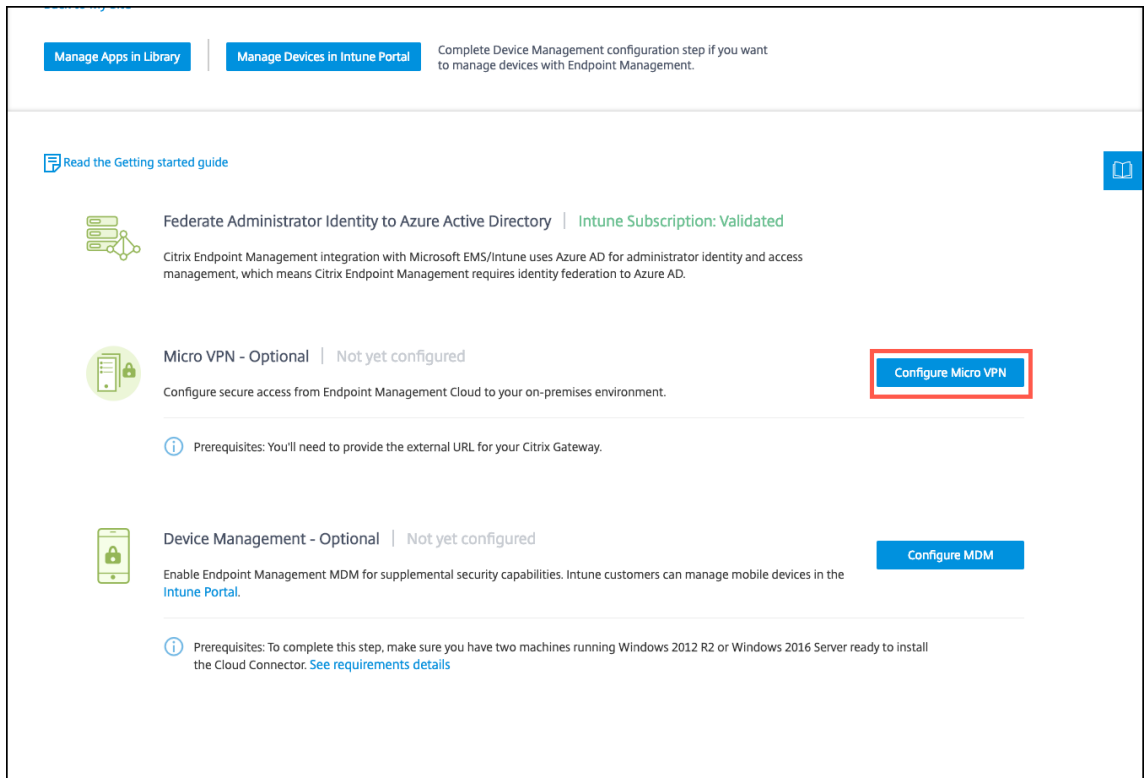 Back to My Site
Manage Apps in Library
Manage Devices in Intune Portal
Complete Device Management configuration step if you want
to manage devices with Endpoint Management.
Read the Getting started guide
Federate Administrator Identity to Azure Active Directory | Intune Subscription: Validated
Citrix Endpoint Management integration with Microsoft EMS/Intune uses Azure AD for administrator identity and access
management, which means Citrix Endpoint Management requires identity federation to Azure AD.
Micro VPN - Optional | Not yet configured
Configure Micro VPN
Configure secure access from Endpoint Management Cloud to your on-premises environment.
Prerequisites: You'll need to provide the external URL for your Citrix Gateway.
Device Management - Optional | Not yet configured
Configure MDM
Enable Endpoint Management MDM for supplemental security capabilities. Intune customers can manage mobile devices in the
Intune Portal.
Prerequisites: To complete this step, make sure you have two machines running Windows 2012 R2 or Windows 2016 Server ready to install
the Cloud Connector. See requirements details